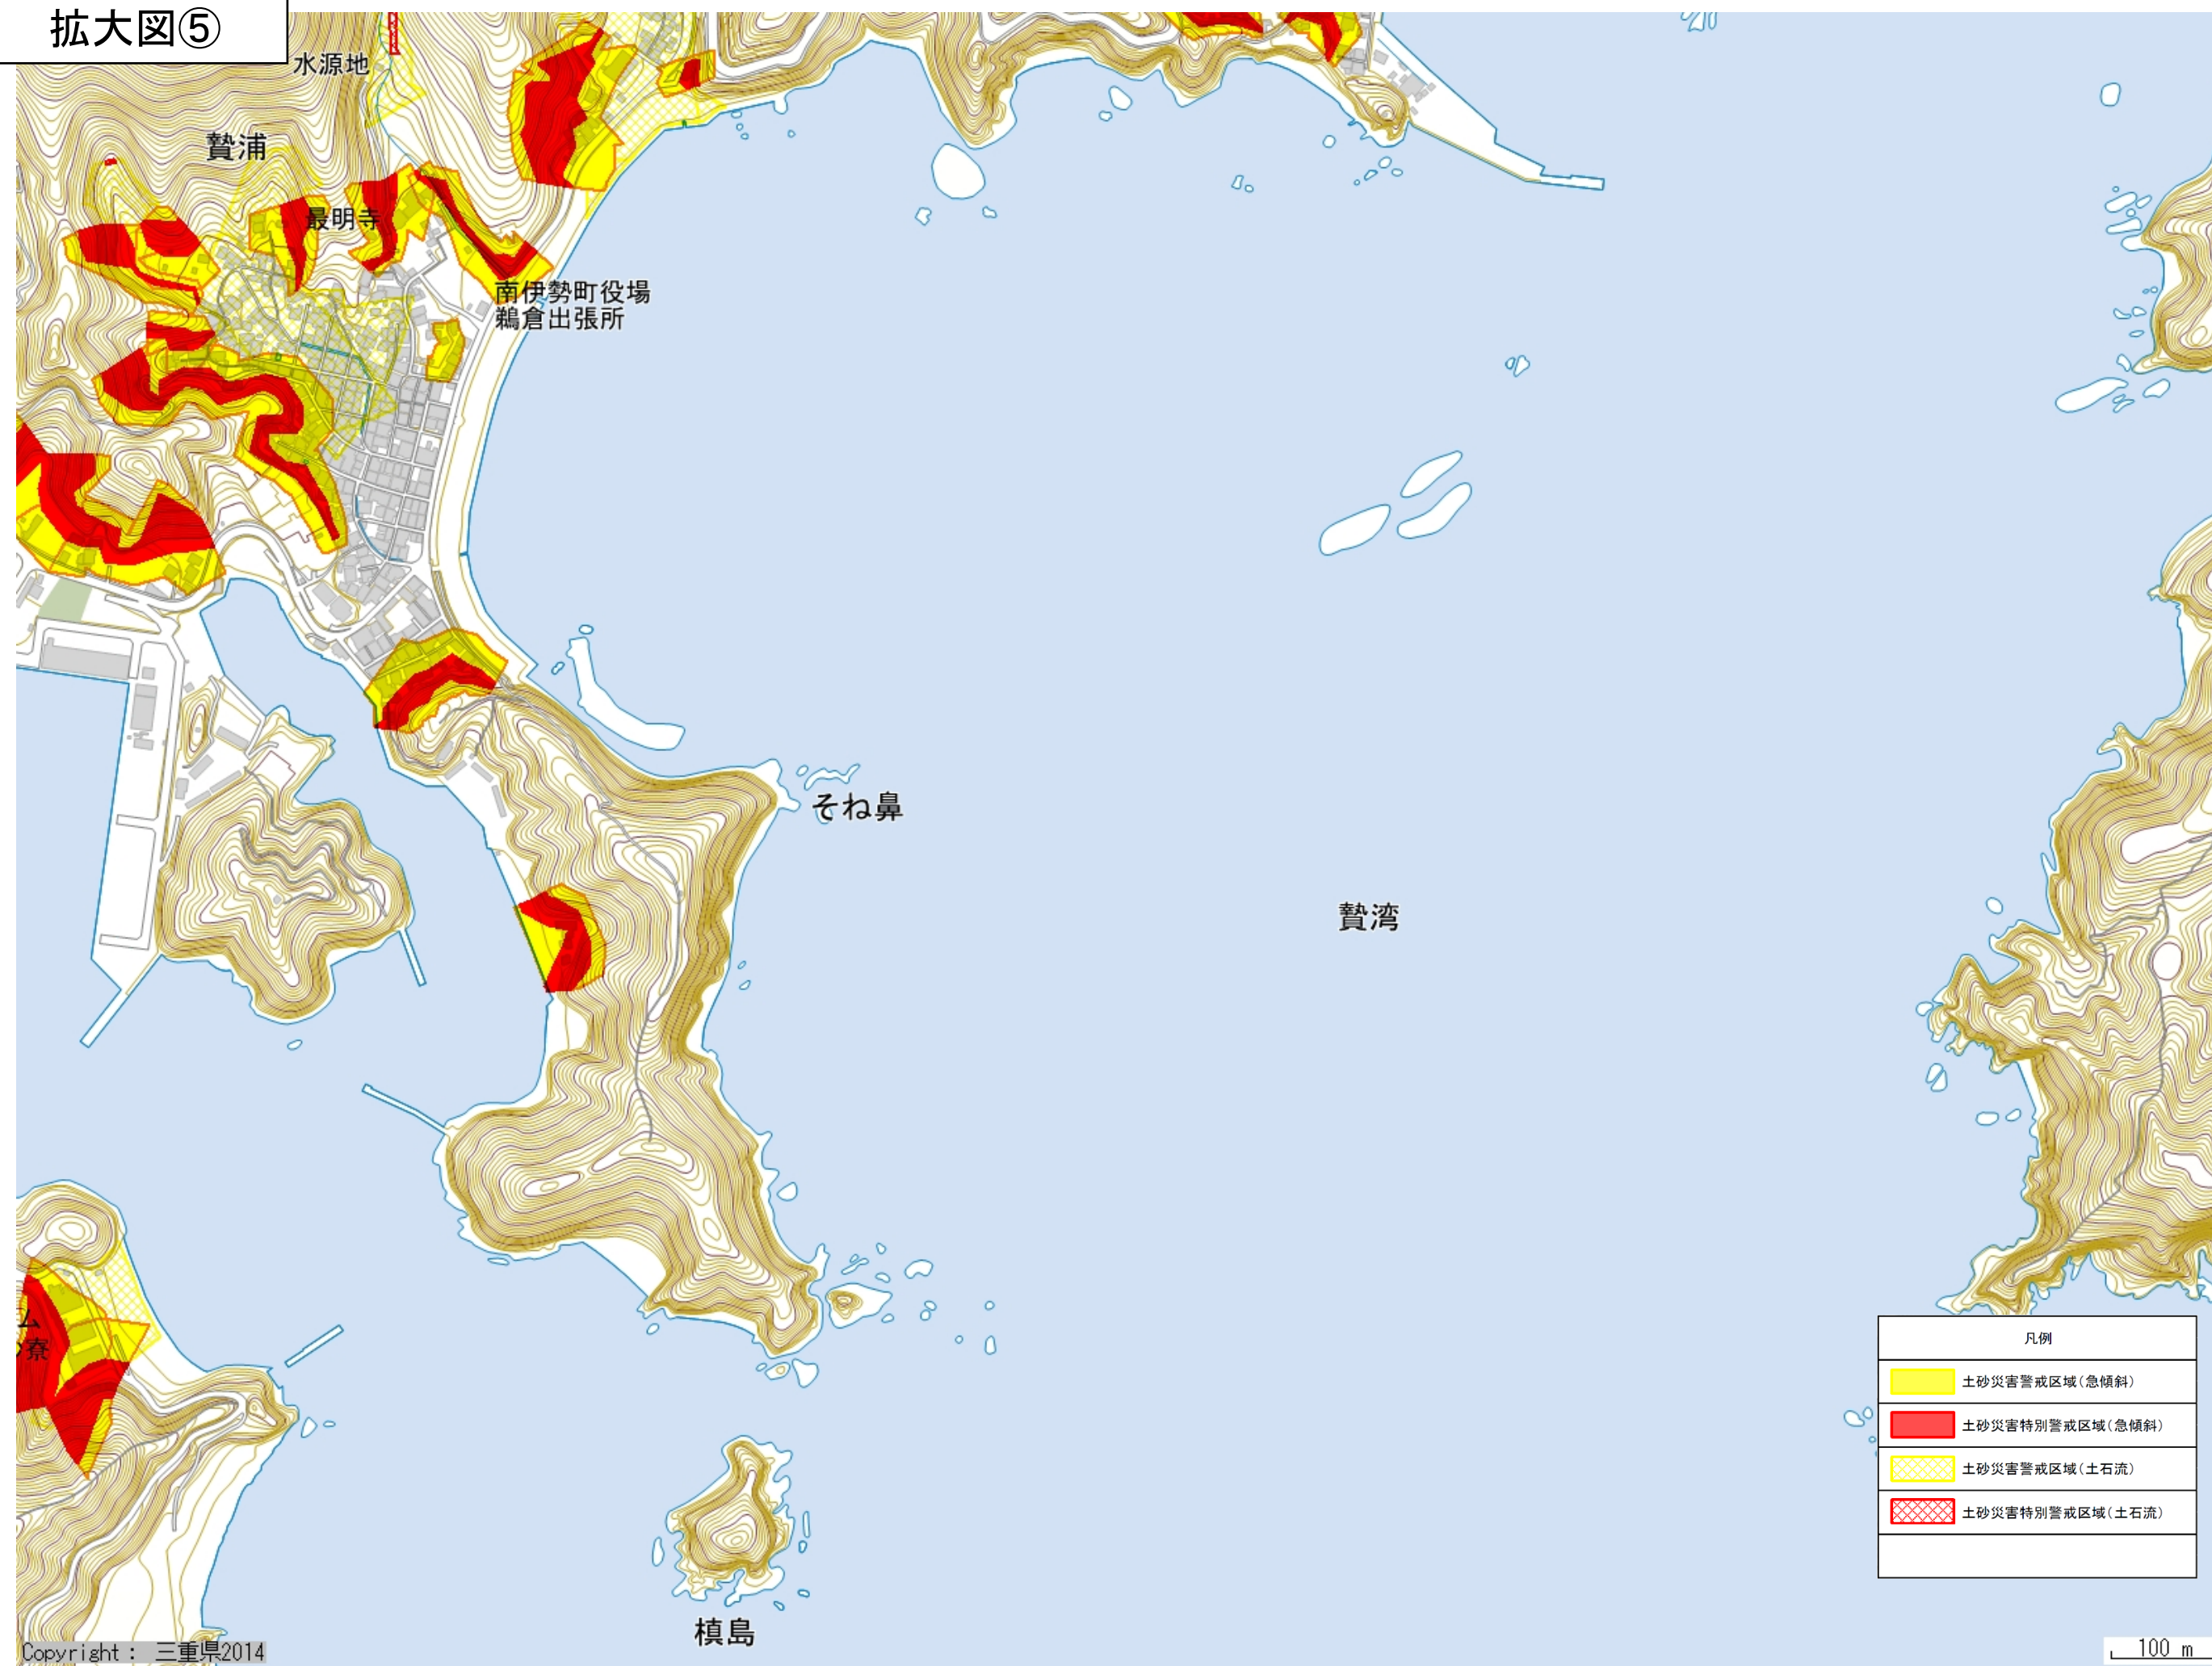 拡大図⑤
水源地
贄浦
最明寺
南伊勢町役場
鵜倉出張所
そね鼻
贄湾
ム
寮
凡例
土砂災害警戒区域(急傾斜)
土砂災害特別警戒区域(急傾斜)
土砂災害警戒区域(土石流)
土砂災害特別警戒区域(土石流)
槙島
Copyright : 三重県2014
100 m